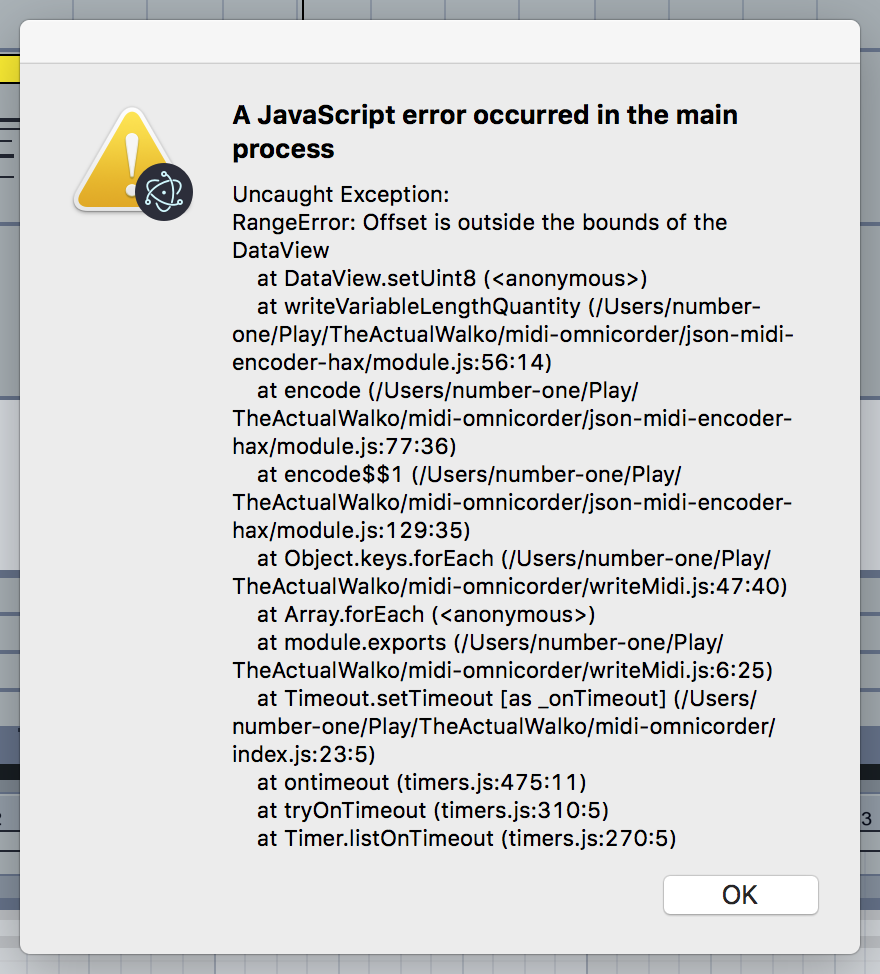 A JavaScript error occurred in the main
process
Uncaught Exception:
RangeError: Offset is outside the bounds of the
DataView
at DataView.setUint8 (<anonymous>)
at writeVariableLengthQuantity (/Users/number-
one/Play/TheActualWalko/midi-omnicorder/json-midi-
encoder-hax/module.js:56:14)
at encode (/Users/number-one/Play/
TheActualWalko/midi-omnicorder/json-midi-encoder-
hax/module.js:77:36)
at encode$$1 (/Users/number-one/Play/
TheActualWalko/midi-omnicorder/json-midi-encoder-
hax/module.js:129:35)
at Object.keys.forEach (/Users/number-one/Play/
TheActualWalko/midi-omnicorder/writeMidi.js:47:40)
at Array.forEach (<anonymous>)
at module.exports (/Users/number-one/Play/
TheActualWalko/midi-omnicorder/writeMidi.js:6:25)
at Timeout.setTimeout [as _onTimeout] (/Users/
number-one/Play/TheActualWalko/midi-omnicorder/
index.js:23:5)
at ontimeout (timers.js:475:11)
at tryOnTimeout (timers.js:310:5)
at Timer.listOnTimeout (timers.js:270:5)
3
OK